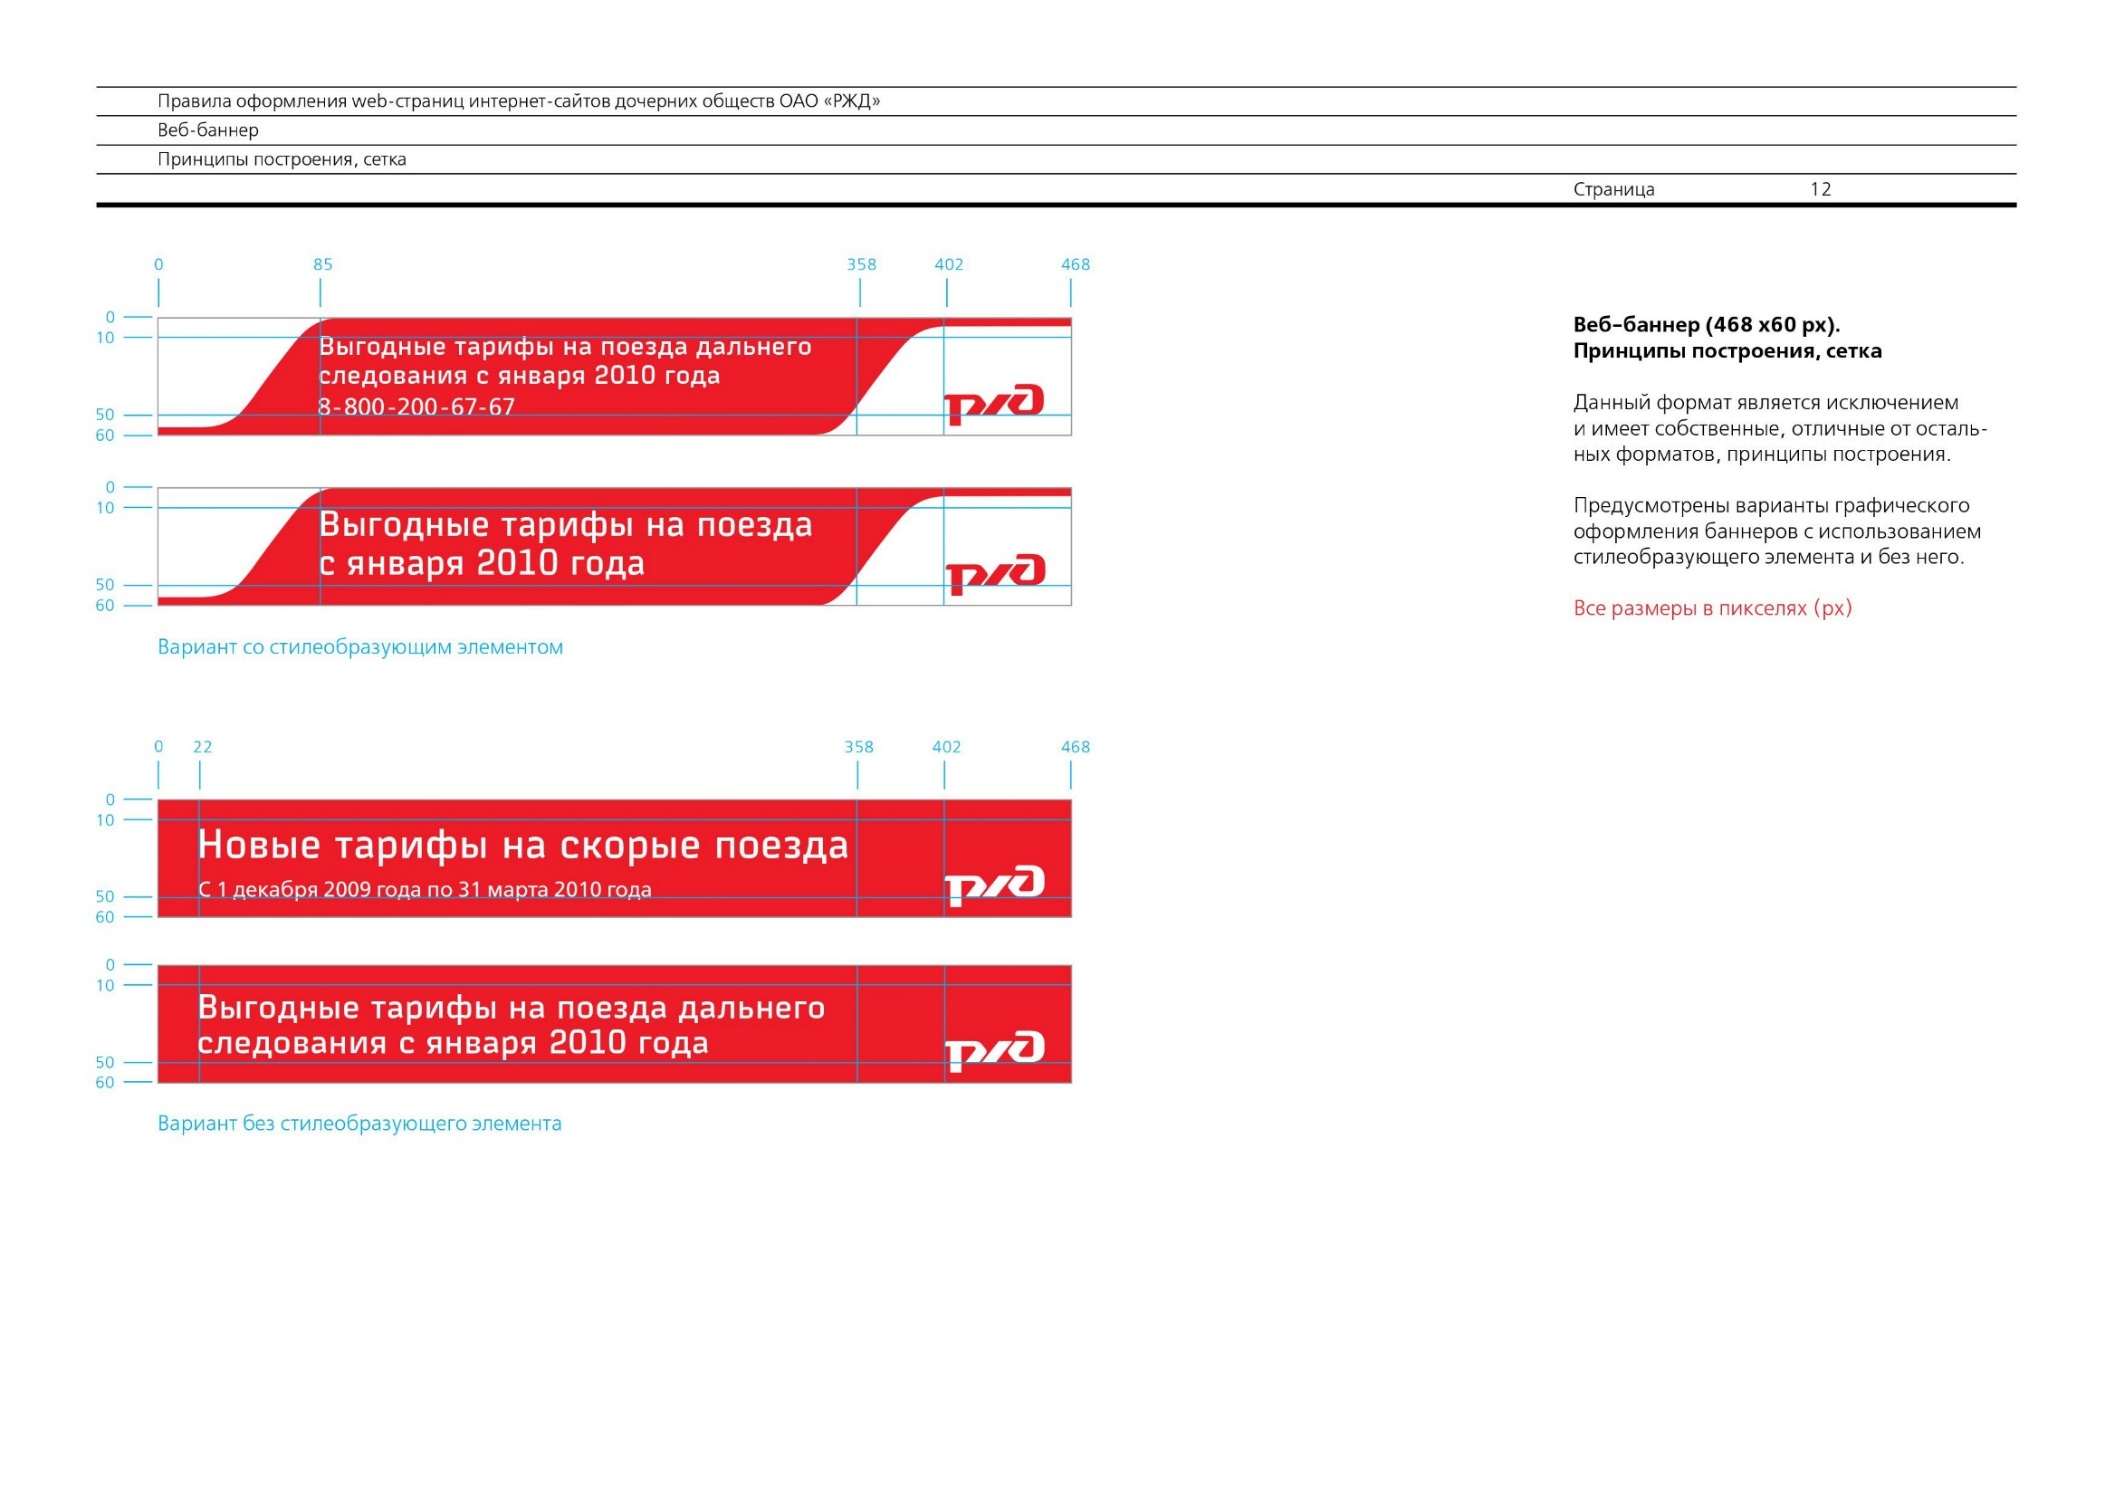 Правила оформления web-страниц интернет-сайтов дочерних обществ ОАО «РЖД»
Веб-баннер
Принципы построения, сетка
Страница 12
0 85 358 402 468
0
10
50
60
Выгодные тарифы на поезда дальнего
следования с января 2010 года
8-800-200-67-67
ржд
0
10
50
60
Выгодные тарифы на поезда
с января 2010 года
ржд
Вариант со стилеобразующим элементом
0 22 358 402 468
0
10
50
60
Новые тарифы на скорые поезда
С 1 декабря 2009 года по 31 марта 2010 года
ржд
0
10
50
60
Выгодные тарифы на поезда дальнего
следования с января 2010 года
ржд
Вариант без стилеобразующего элемента
Веб-баннер (468 x60 px).
Принципы построения, сетка
Данный формат является исключением
и имеет собственные, отличные от осталь-
ных форматов, принципы построения.
Предусмотрены варианты графического
оформления баннеров с использованием
стилеобразующего элемента и без него.
Все размеры в пикселях (px)